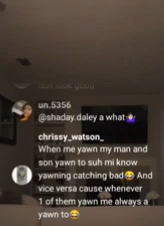 un.5356
@shaday.daley a what🤷🏾‍♀️
chrissy_watson_
When me yawn my man and
son yawn to suh mi know
yawning catching bad😂 And
vice versa cause whenever
1 of them yawn me always a
yawn to😂